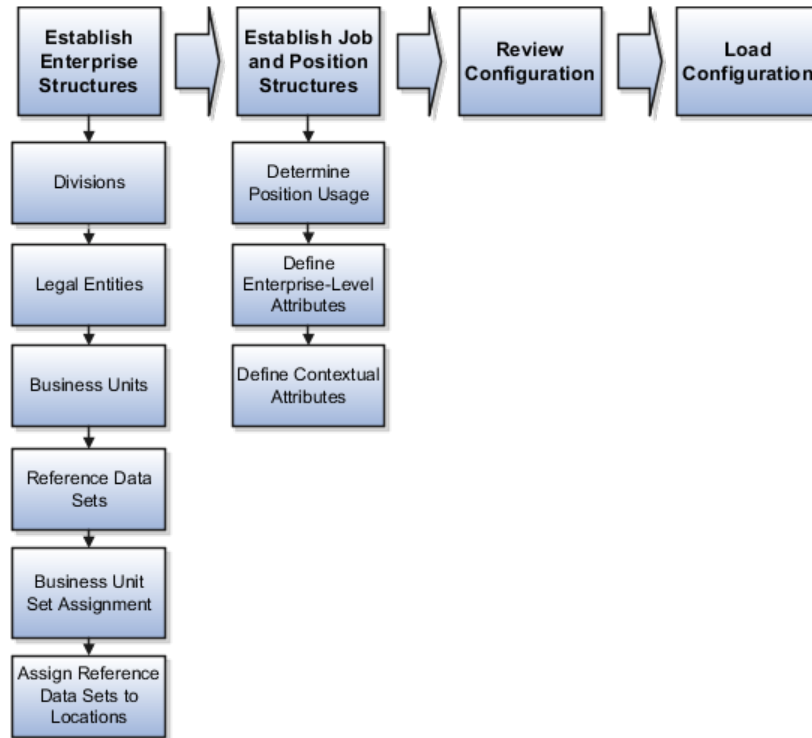 Establish
Enterprise
Structures
Establish Job
and Position
Structures
Review
Configuration
Load
Configuration
Divisions
Legal Entities
Business Units
Reference Data
Sets
Business Unit
Set Assignment
Assign Reference
Data Sets to
Locations
Determine
Position Usage
Define
Enterprise-Level
Attributes
Define Contextual
Attributes